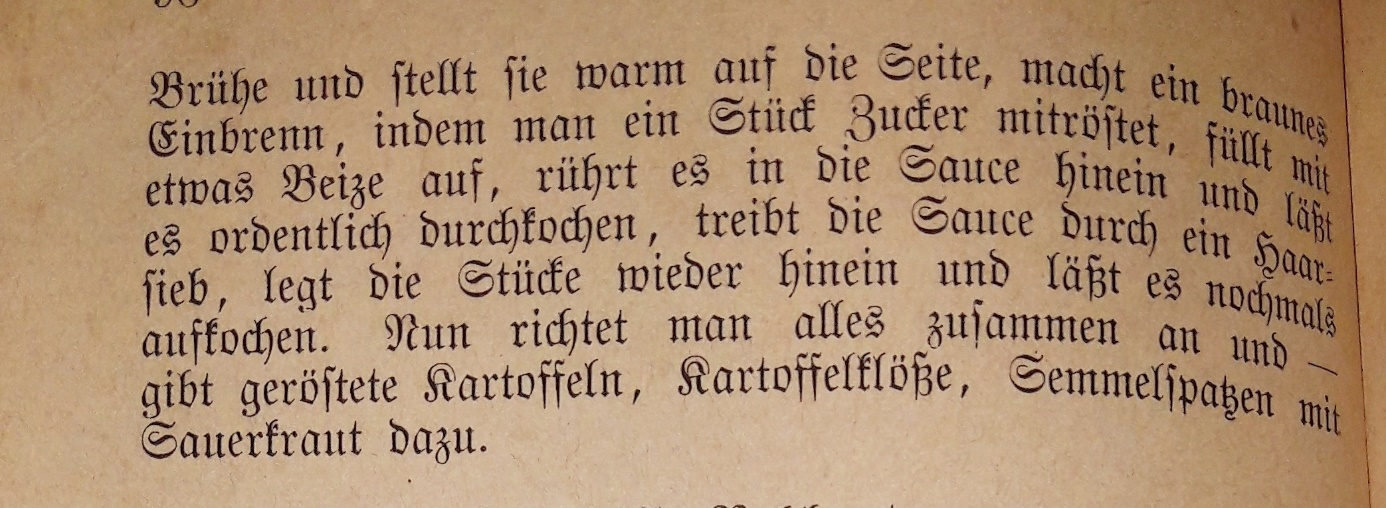 Brühe und stellt sie warm auf die Seite, macht ein braunes
Einbrenn, indem man ein Stück Zucker mitröstet, füllt mit
etwas Beize auf, rührt es in die Sauce hinein und läßt
es ordentlich durchkochen, treibt die Sauce durch ein Haar-
sieb, legt die Stücke wieder hinein und läßt es nochmals
aufkochen. Nun richtet man alles zusammen an und —
gibt geröstete Kartoffeln, Kartoffelklöße, Semmelspatzen mit
Sauerkraut dazu.